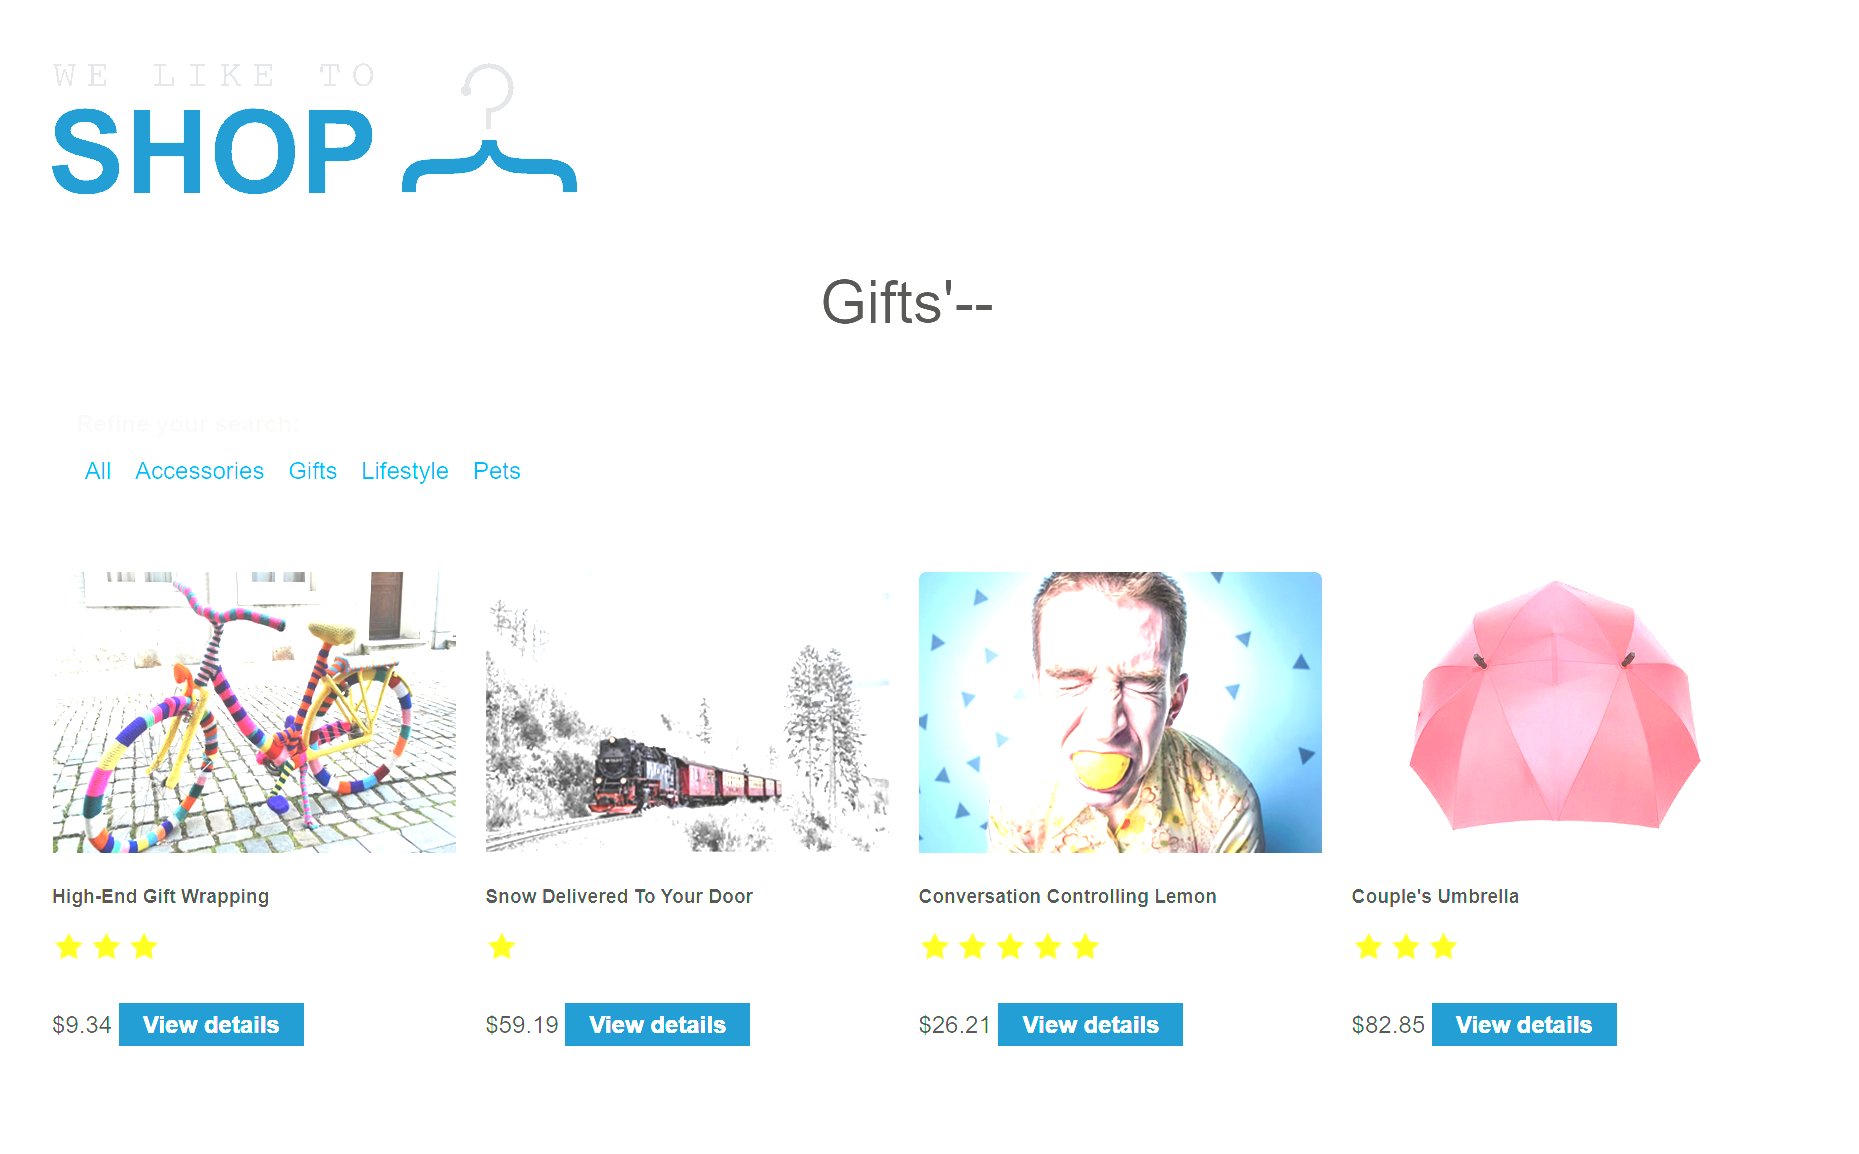 WE LIKE TO
SHOP
Gifts'--
Refine your search:
All Accessories Gifts Lifestyle Pets
High-End Gift Wrapping
Snow Delivered To Your Door
Conversation Controlling Lemon
Couple's Umbrella
$9.34 View details
$59.19 View details
$26.21 View details
$82.85 View details